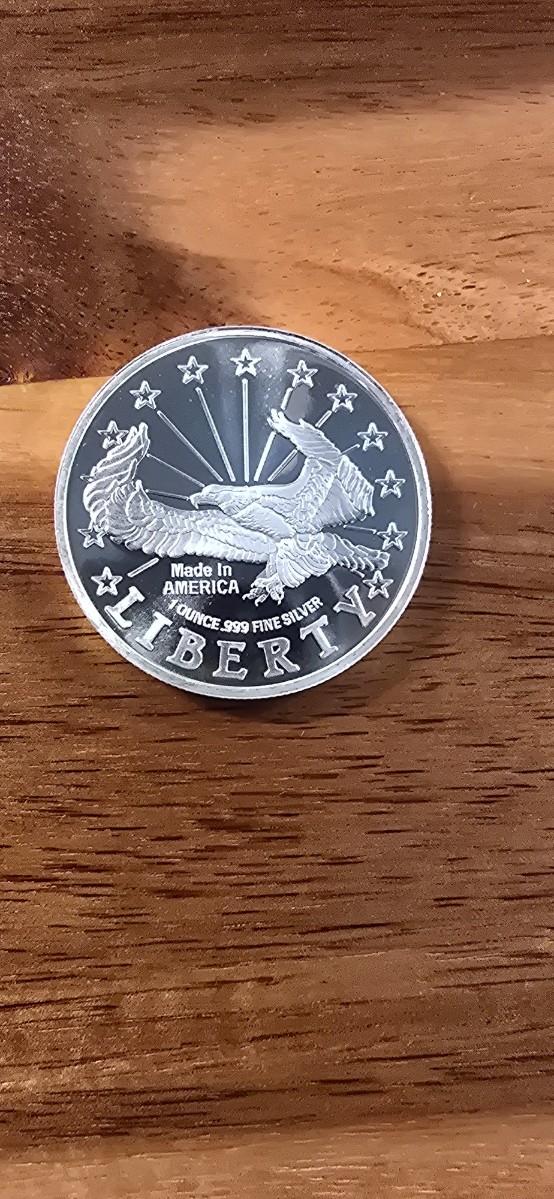 Made In
AMERICA
1 OUNCE .999 FINE SILVER
LIBERTY